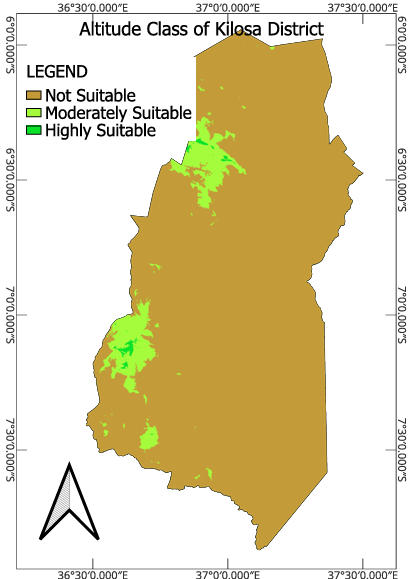 36°30'0.000"E 37°0'0.000"E 37°30'0.000"E
Altitude Class of Kilosa District
LEGEND
Not Suitable
Moderately Suitable
Highly Suitable
6°0'0.000"S 6°0'0.000"S
6°30'0.000"S 6°30'0.000"S
7°0'0.000"S 7°0'0.000"S
7°30'0.000"S 7°30'0.000"S
36°30'0.000"E 37°0'0.000"E 37°30'0.000"E